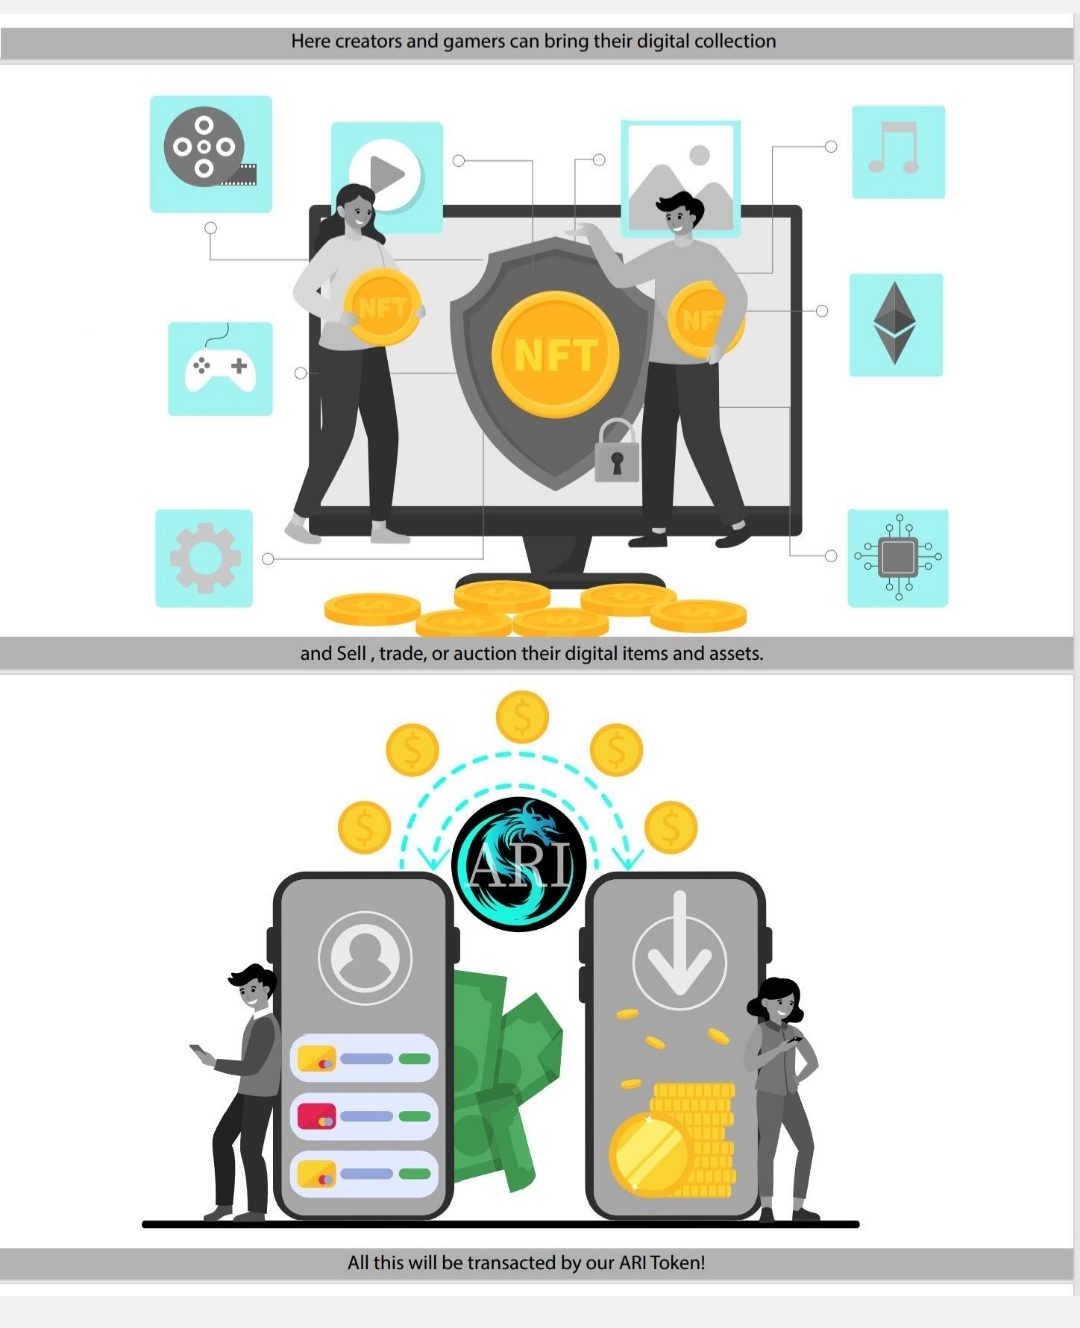 Here creators and gamers can bring their digital collection
NFT
NFT
NFT
and Sell , trade, or auction their digital items and assets.
ARI
All this will be transacted by our ARI Token!